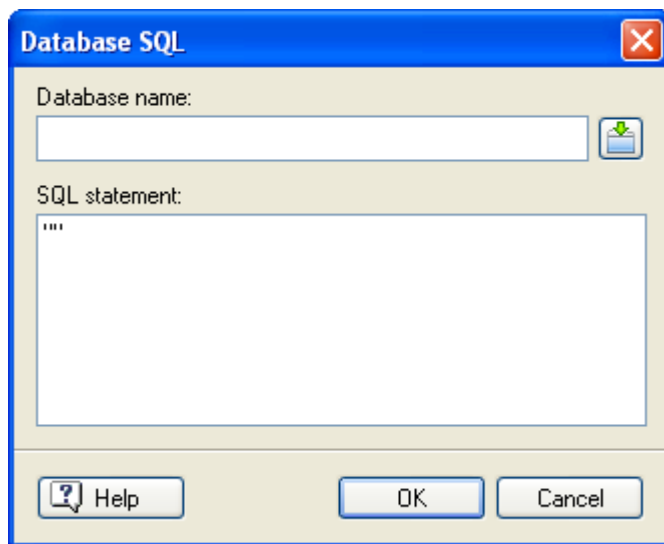 Database SQL
Database name:
SQL statement:
""
Help
OK
Cancel